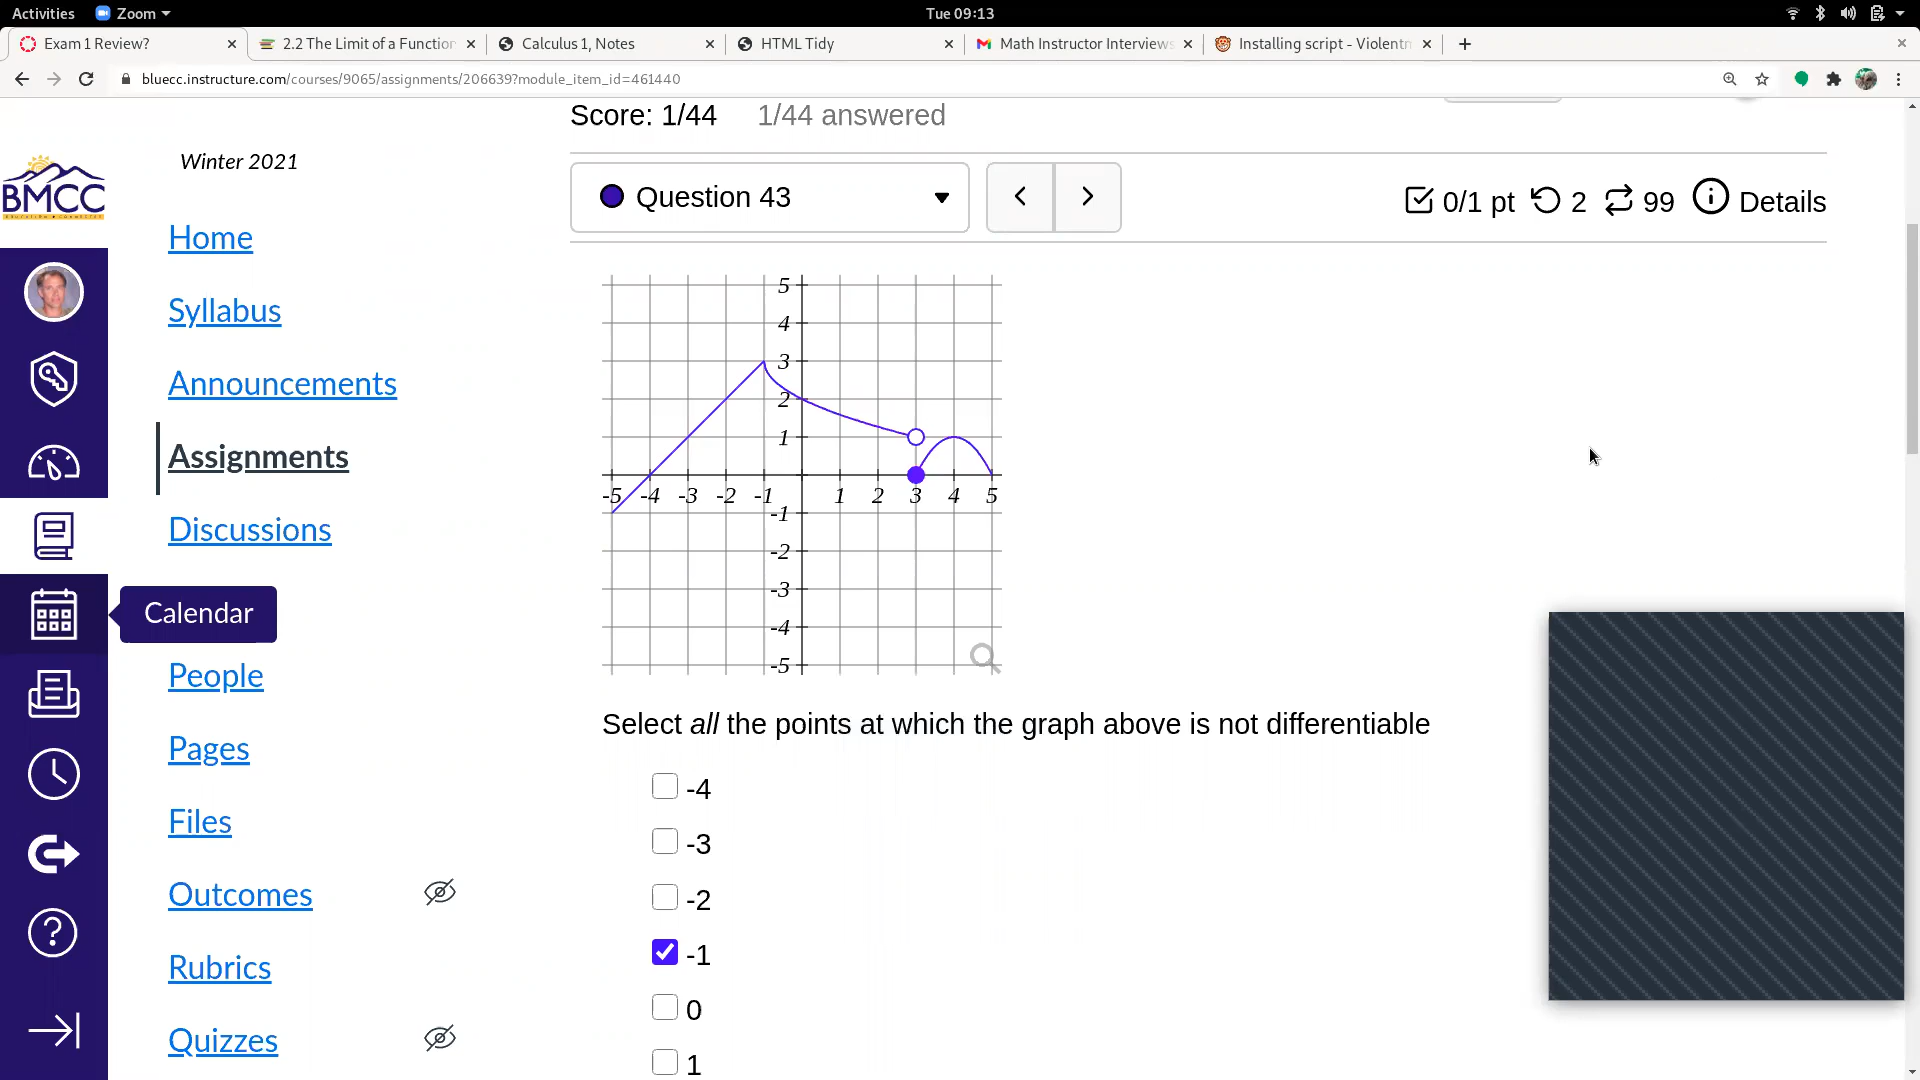 Activities Zoom Tue 09:13
Exam 1 Review? 2.2 The Limit of a Function Calculus 1, Notes HTML Tidy Math Instructor Interviews Installing script - Violentm
bluecc.instructure.com/courses/9065/assignments/206639?module_item_id=461440
Score: 1/44 1/44 answered
Winter 2021
BMCC
Question 43 0/1 pt 2 99 Details
Home
Syllabus
Announcements
Assignments
Discussions
Calendar
People
Pages
Files
Outcomes
Rubrics
Quizzes
5
4
3
2
1
-5 -4 -3 -2 -1 1 2 3 4 5
-1
-2
-3
-4
-5
Select all the points at which the graph above is not differentiable
-4
-3
-2
-1
0
1